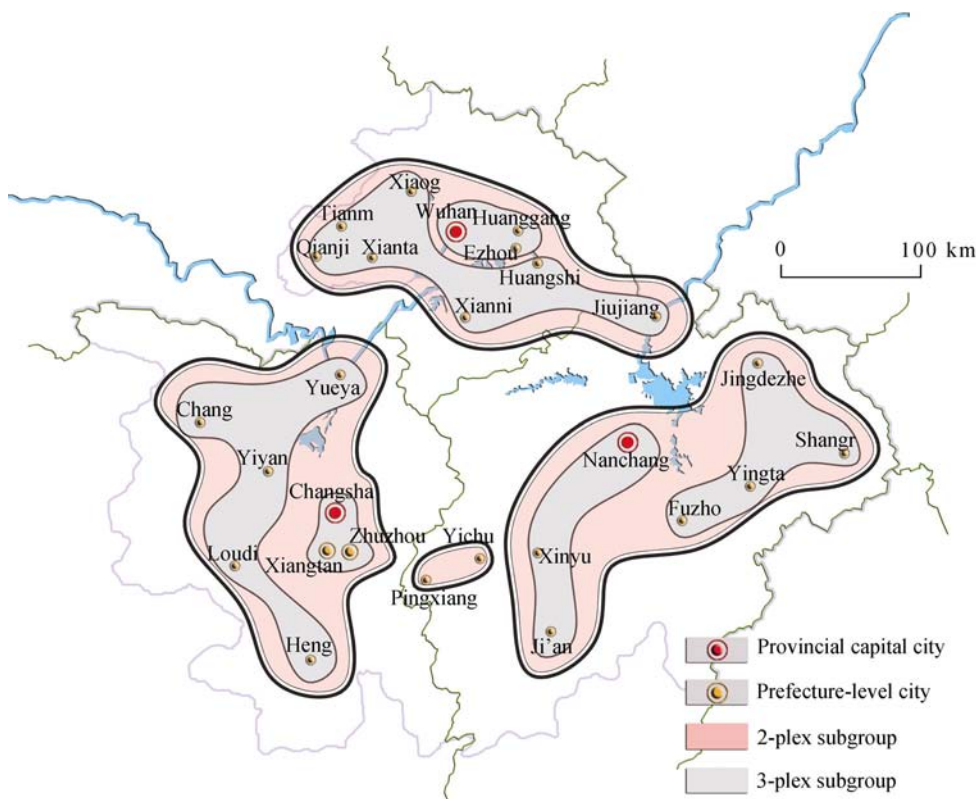 Xiaog
Wuhan
Huanggang
Tianm
Qianji
Xianta
Ezhou
Huangshi
0 100 km
Xianni
Jiujiang
Yueya
Jingdezhe
Chang
Shangr
Yiyan
Nanchang
Yingta
Changsha
Fuzho
Zhuzhou
Yichu
Loudi
Xiangtan
Xinyu
Pingxiang
Heng
Ji'an
Provincial capital city
Prefecture-level city
2-plex subgroup
3-plex subgroup